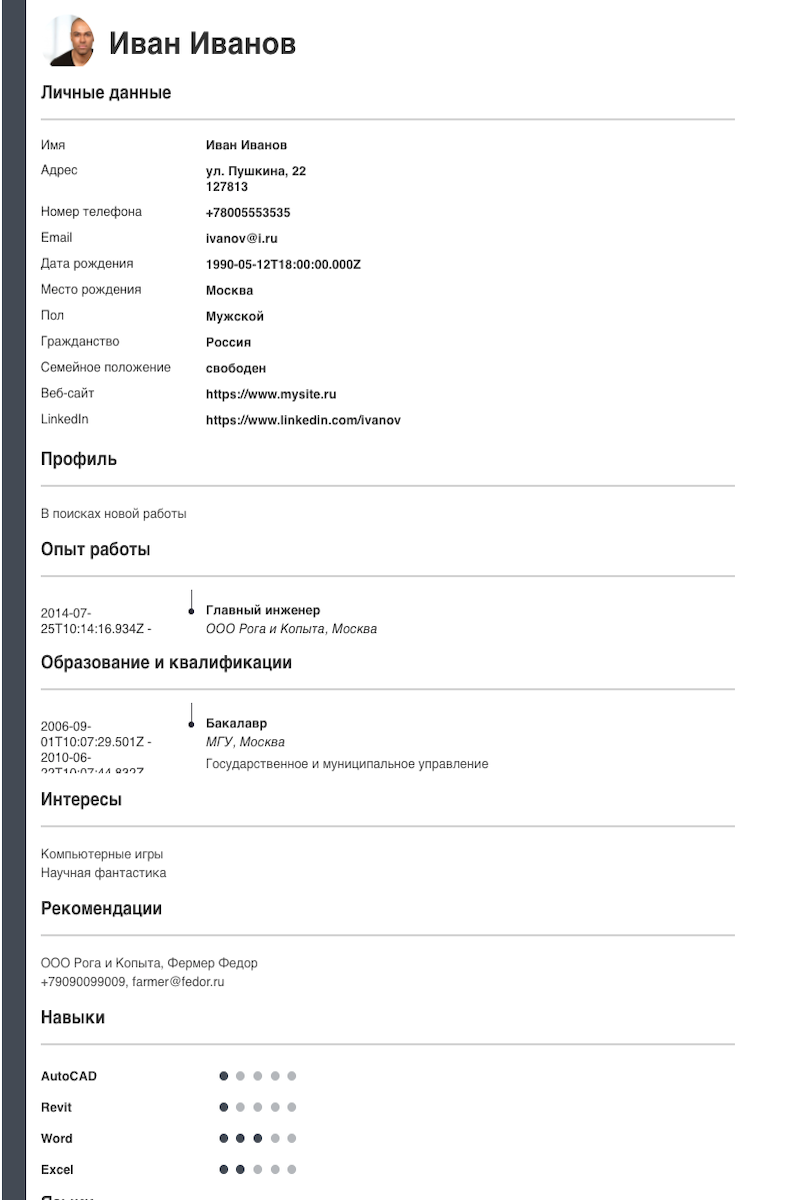 Иван Иванов
Личные данные
Имя Иван Иванов
Адрес ул. Пушкина, 22
127813
Номер телефона +78005553535
Email ivanov@i.ru
Дата рождения 1990-05-12T18:00:00.000Z
Место рождения Москва
Пол Мужской
Гражданство Россия
Семейное положение свободен
Веб-сайт https://www.mysite.ru
LinkedIn https://www.linkedin.com/ivanov
Профиль
В поисках новой работы
Опыт работы
2014-07- Главный инженер
25T10:14:16.934Z - ООО Рога и Копыта, Москва
Образование и квалификации
2006-09- Бакалавр
01T10:07:29.501Z - МГУ, Москва
2010-06- Государственное и муниципальное управление
22T10:07:44.832Z
Интересы
Компьютерные игры
Научная фантастика
Рекомендации
ООО Рога и Копыта, Фермер Федор
+79090099009, farmer@fedor.ru
Навыки
AutoCAD
Revit
Word
Excel